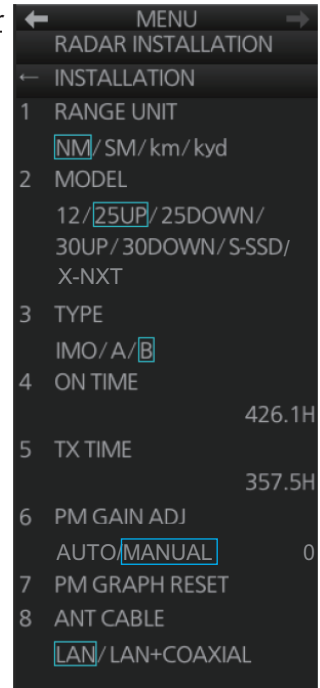 MENU
RADAR INSTALLATION
← INSTALLATION
1 RANGE UNIT
NM/SM/km/kyd
2 MODEL
12/25UP/25DOWN/
30UP/30DOWN/S-SSD/
X-NXT
3 TYPE
IMO/A/B
4 ON TIME
426.1H
5 TX TIME
357.5H
6 PM GAIN ADJ
AUTO/MANUAL 0
7 PM GRAPH RESET
8 ANT CABLE
LAN/LAN+COAXIAL